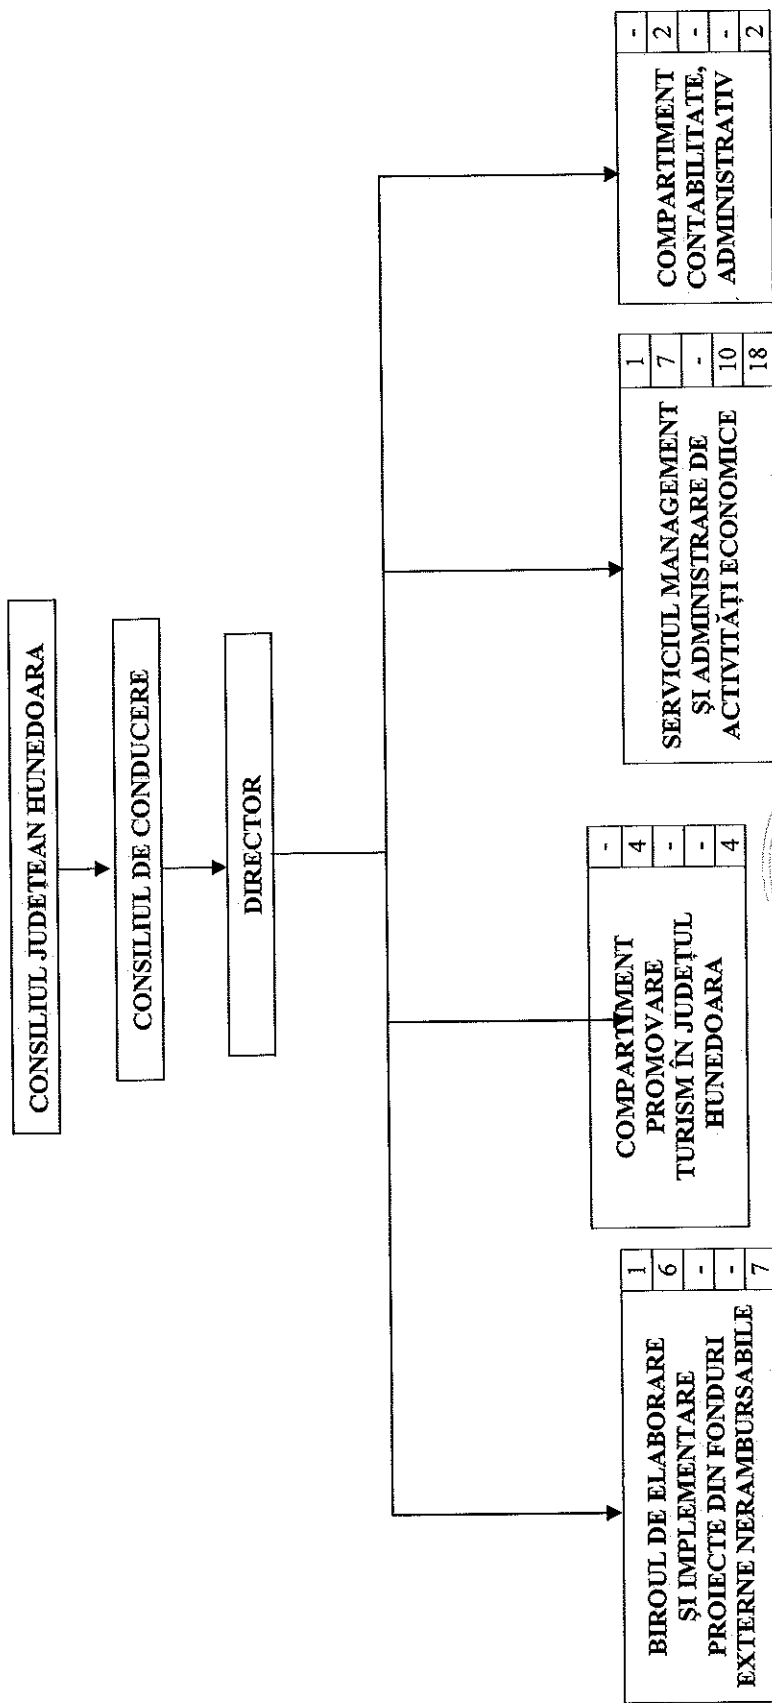 CONSILIUL JUDEȚEAN HUNEDOARA
CONSILIUL DE CONDUCERE
DIRECTOR
BIROUL DE ELABORARE
ȘI IMPLEMENTARE
PROIECTE DIN FONDURI
EXTERNE NERAMBURSABILE
1
6
-
-
7
COMPARTIMENT
PROMOVARE
TURISM ÎN JUDEȚUL
HUNEDOARA
-
4
-
-
4
SERVICIUL MANAGEMENT
ȘI ADMINISTRARE DE
ACTIVITĂȚI ECONOMICE
1
7
-
10
18
COMPARTIMENT
CONTABILITATE,
ADMINISTRATIV
-
2
-
-
2